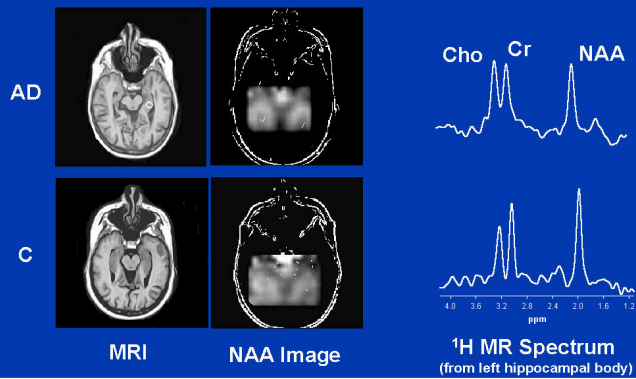 Cho
Cr
NAA
AD
C
4.0 3.6 3.2 2.8 2.4 2.0 1.6 1.2
ppm
MRI
NAA Image
¹H MR Spectrum
(from left hippocampal body)